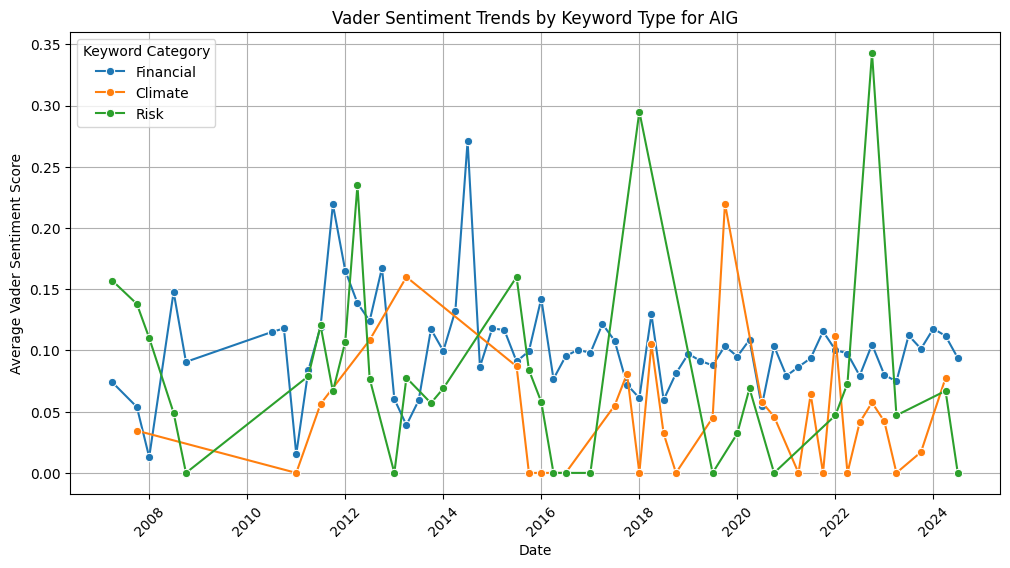 Vader Sentiment Trends by Keyword Type for AIG
Keyword Category
Financial
Climate
Risk
Average Vader Sentiment Score
0.35
0.30
0.25
0.20
0.15
0.10
0.05
0.00
2008
2010
2012
2014
2016
2018
2020
2022
2024
Date